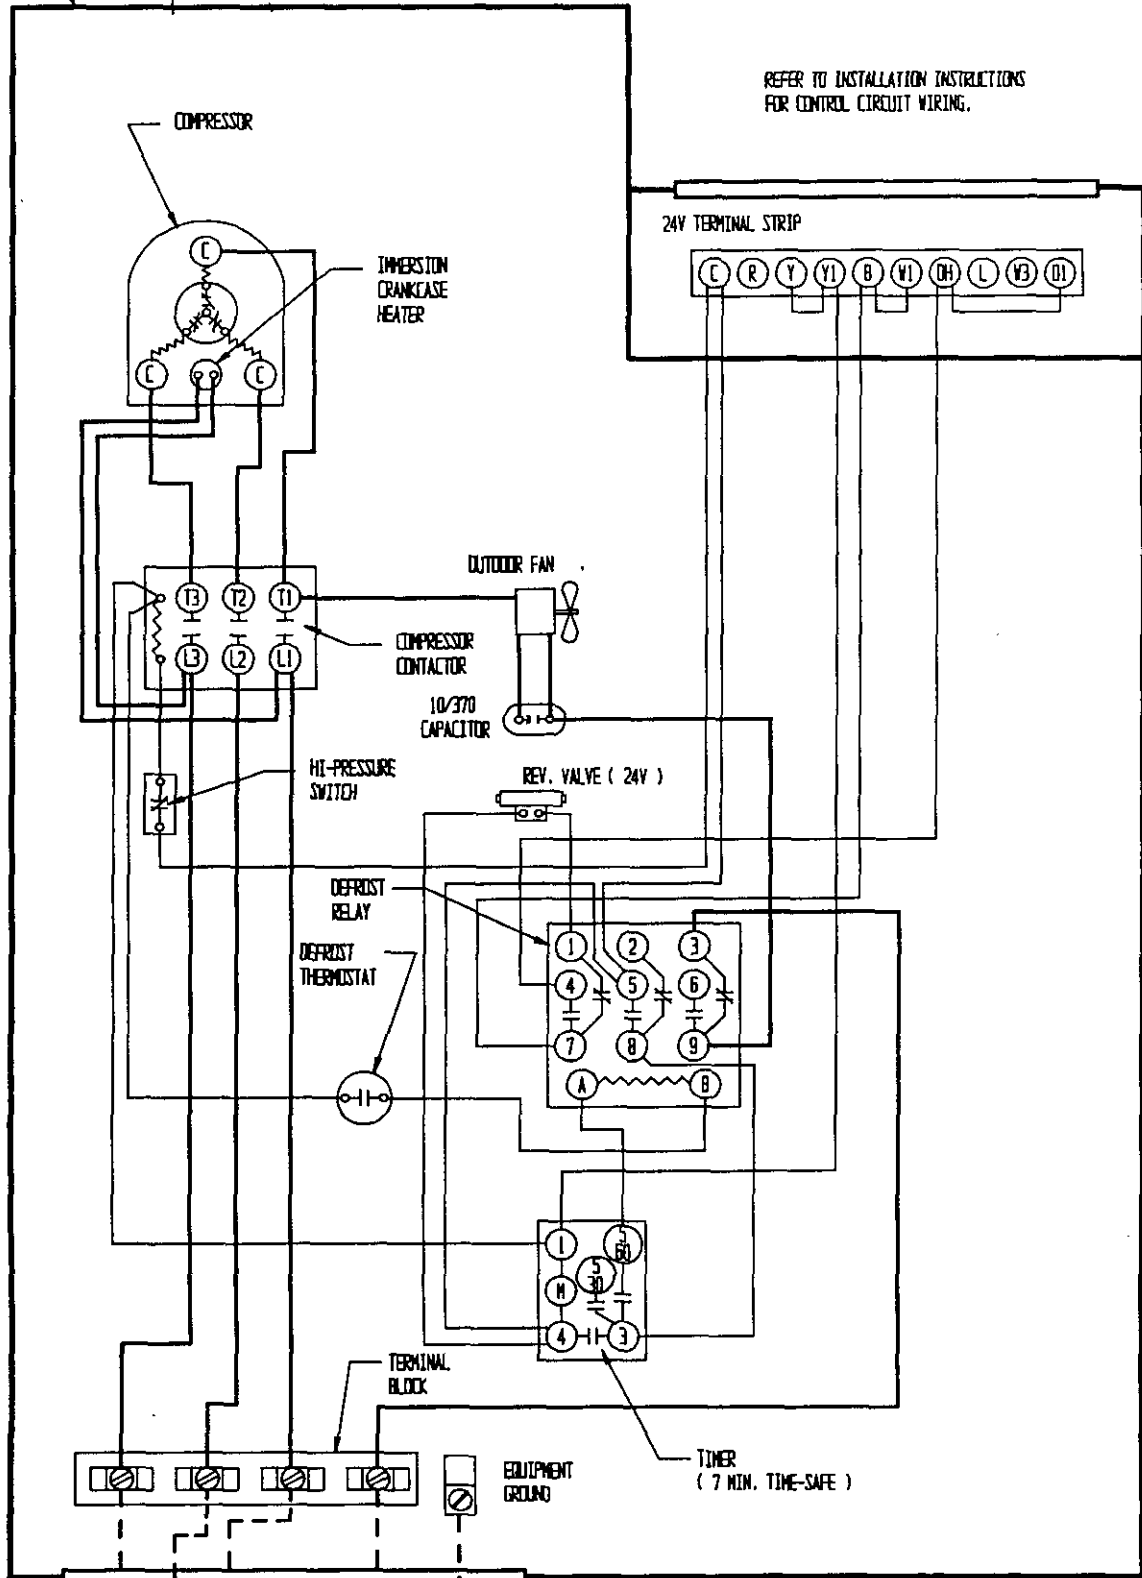 REFER TO INSTALLATION INSTRUCTIONS
FOR CONTROL CIRCUIT WIRING.
COMPRESSOR
24V TERMINAL STRIP
C R Y Y1 B W1 OH L W3 O1
C
IMMERSION
CRANKCASE
HEATER
C C
OUTDOOR FAN
T3 T2 T1
COMPRESSOR
CONTACTOR
L3 L2 L1
10/370
CAPACITOR
HI-PRESSURE
SWITCH
REV. VALVE ( 24V )
DEFROST
RELAY
DEFROST
THERMOSTAT
1 2 3
4 5 6
7 8 9
A B
1 5
60
5
30
M
4 3
TERMINAL
BLOCK
TIMER
( 7 MIN. TIME-SAFE )
EQUIPMENT
GROUND